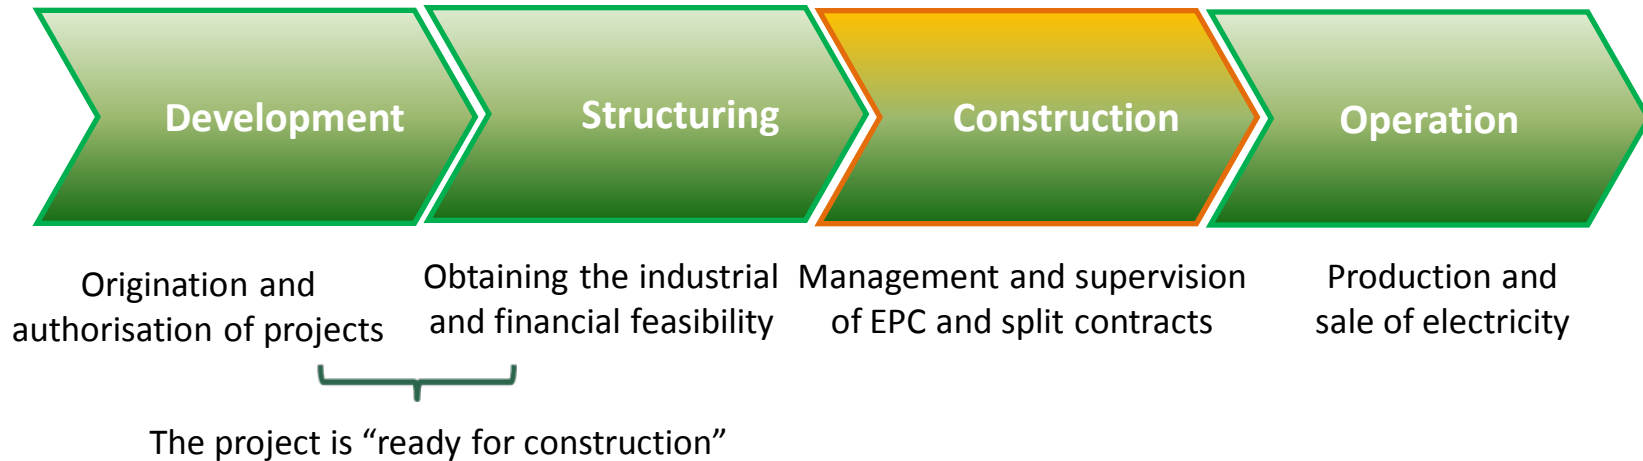 Development
Structuring
Construction
Operation
Origination and
authorisation of projects
Obtaining the industrial
and financial feasibility
Management and supervision
of EPC and split contracts
Production and
sale of electricity
The project is “ready for construction”